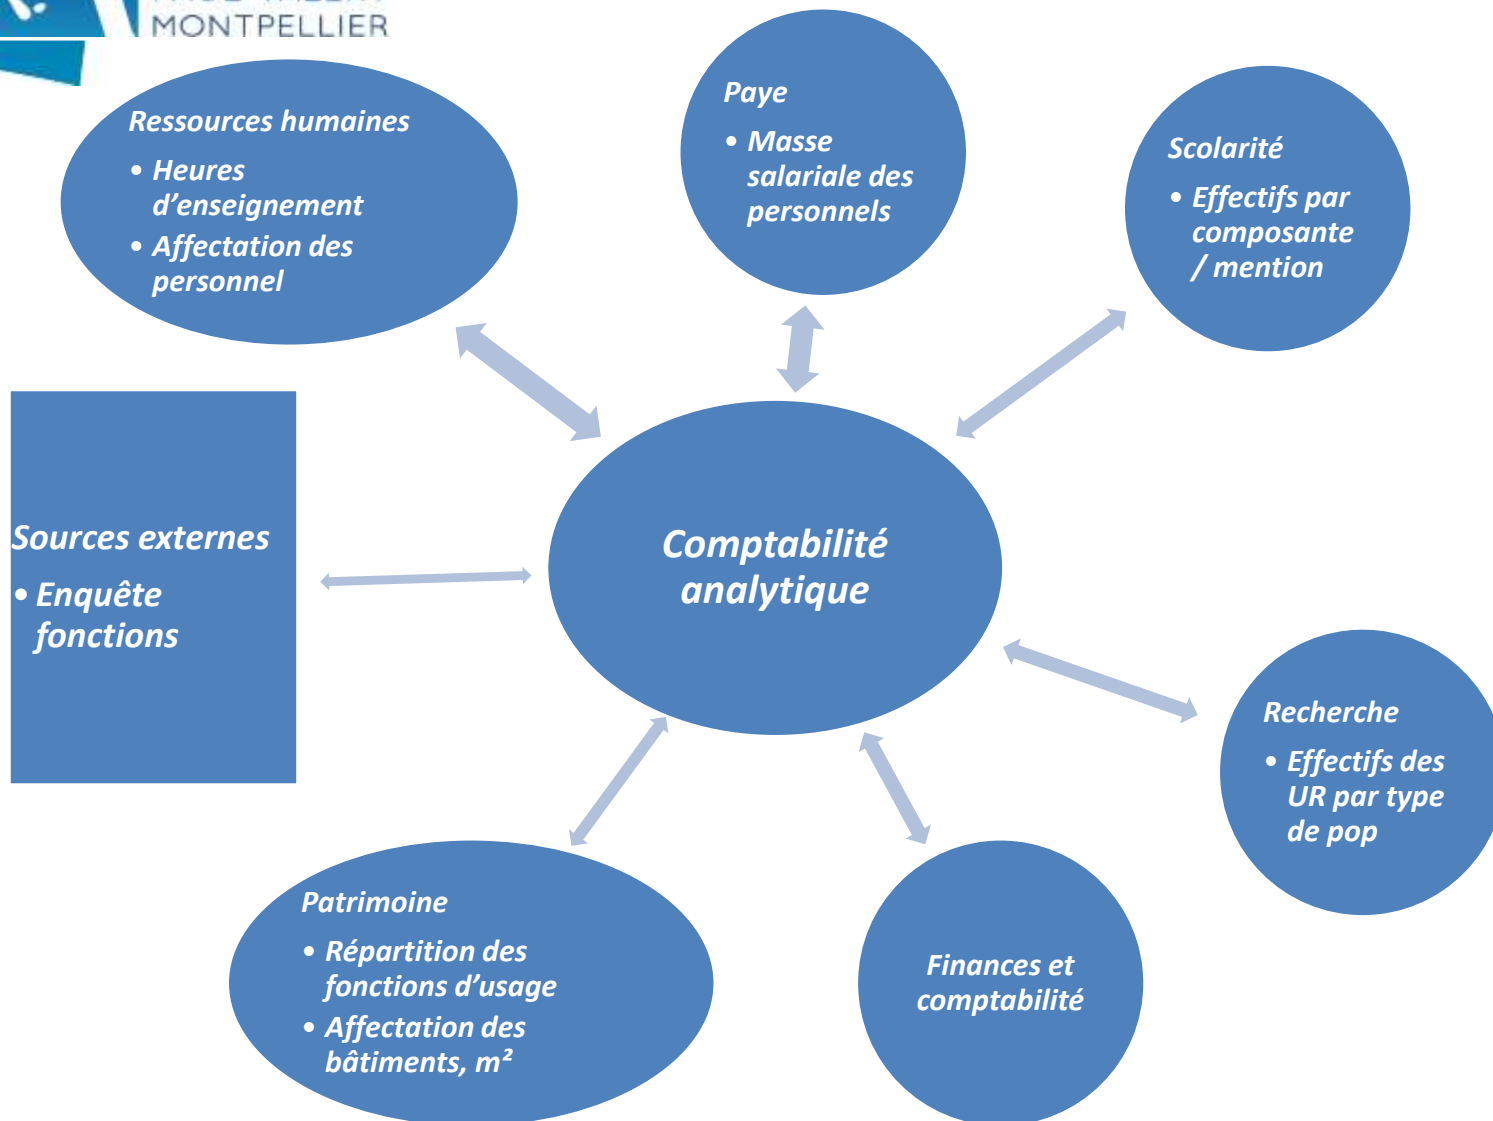 MONTPELLIER
Ressources humaines
• Heures
d’enseignement
• Affectation des
personnel
Paye
• Masse
salariale des
personnels
Scolarité
• Effectifs par
composante
/ mention
Sources externes
• Enquête
fonctions
Comptabilité
analytique
Recherche
• Effectifs des
UR par type
de pop
Patrimoine
• Répartition des
fonctions d’usage
• Affectation des
bâtiments, m²
Finances et
comptabilité